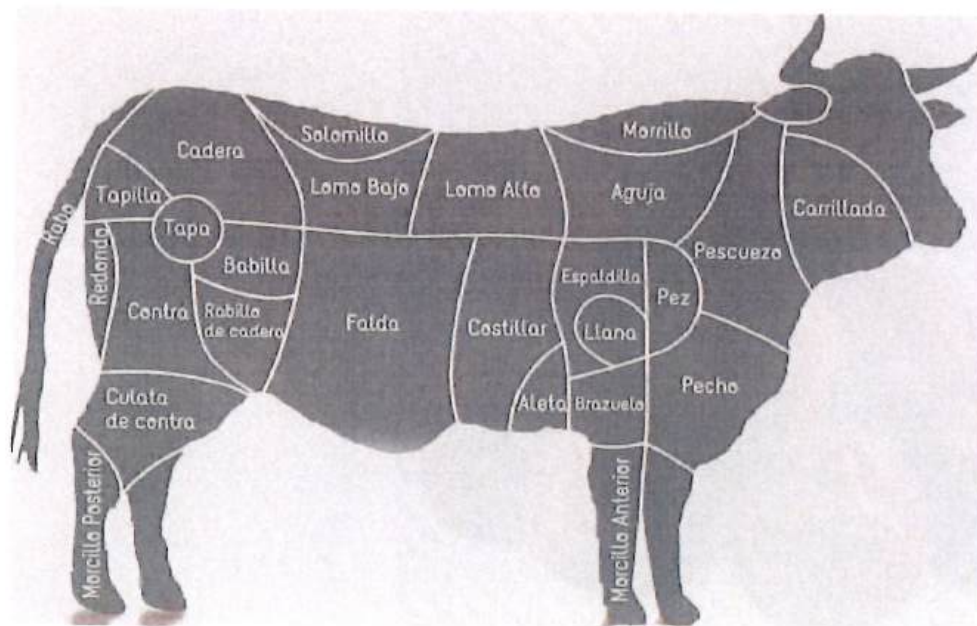 Solomillo
Morrillo
Cadera
Lomo Bajo
Lomo Alto
Aguja
Carrillada
Tapilla
Rabo
Tapa
Redondo
Babilla
Pescuezo
Espaldilla
Pez
Contra
Rabillo
de cadera
Falda
Costillar
Llana
Pecho
Culata
de contra
Aleta
Brazuelo
Morcillo Posterior
Morcillo Anterior